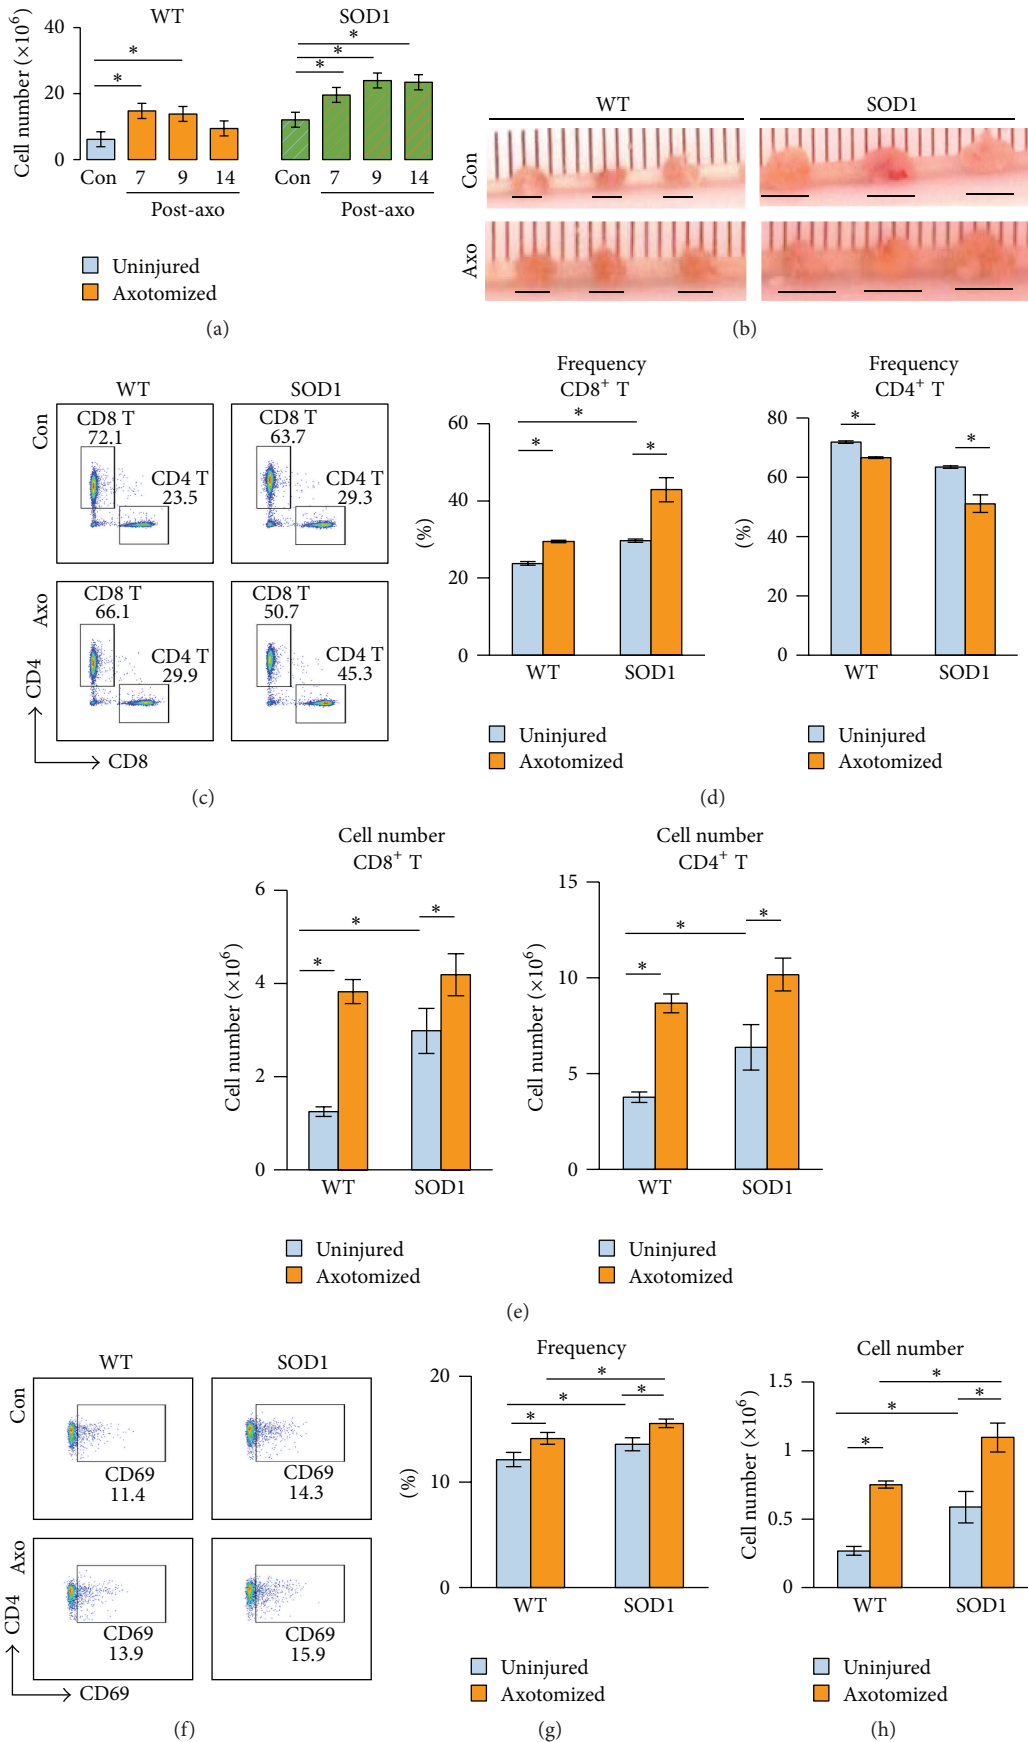 WT SOD1
Cell number (×10⁶)
40
20
0
* * * * *
Con 7 9 14 Con 7 9 14
Post-axo Post-axo
Uninjured
Axotomized
(a)
WT SOD1
Con
Axo
(b)
WT SOD1
Con
CD8 T
72.1
CD4 T
23.5
CD8 T
63.7
CD4 T
29.3
Axo
CD8 T
66.1
CD4 T
29.9
CD8 T
50.7
CD4 T
45.3
CD4
CD8
(c)
Frequency
CD8⁺ T
(%)
60
40
20
0
* * *
WT SOD1
Uninjured
Axotomized
Frequency
CD4⁺ T
(%)
80
60
40
20
0
* *
WT SOD1
Uninjured
Axotomized
(d)
Cell number
CD8⁺ T
Cell number (×10⁶)
6
4
2
0
* * *
WT SOD1
Uninjured
Axotomized
Cell number
CD4⁺ T
Cell number (×10⁶)
15
10
5
0
* * *
WT SOD1
Uninjured
Axotomized
(e)
WT SOD1
Con
CD69
11.4
CD69
14.3
Axo
CD69
13.9
CD69
15.9
CD4
CD69
(f)
Frequency
(%)
20
10
0
* * * *
WT SOD1
Uninjured
Axotomized
(g)
Cell number
Cell number (×10⁶)
1.5
1
0.5
0
* * * *
WT SOD1
Uninjured
Axotomized
(h)